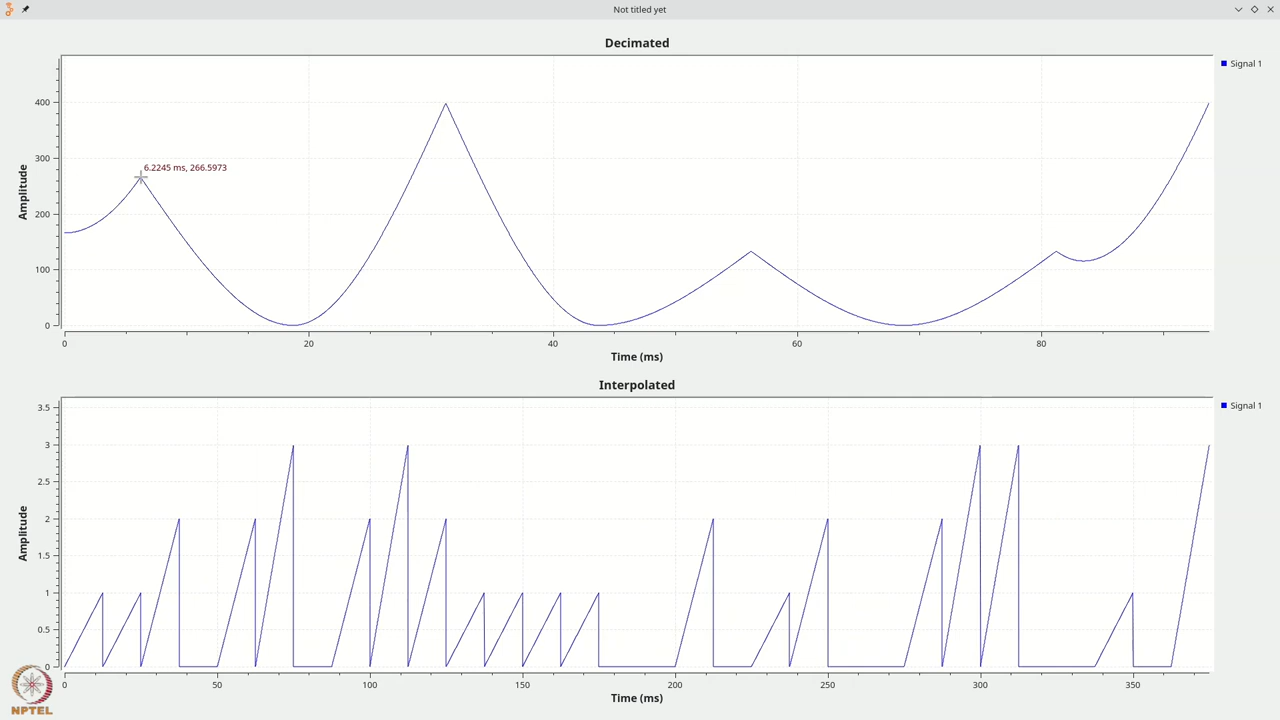 Not titled yet
Decimated
Signal 1
400
300
200
100
0
Amplitude
6.2245 ms, 266.5973
0 20 40 60 80
Time (ms)
Interpolated
Signal 1
3.5
3
2.5
2
1.5
1
0.5
0
Amplitude
0 50 100 150 200 250 300 350
Time (ms)
NPTEL